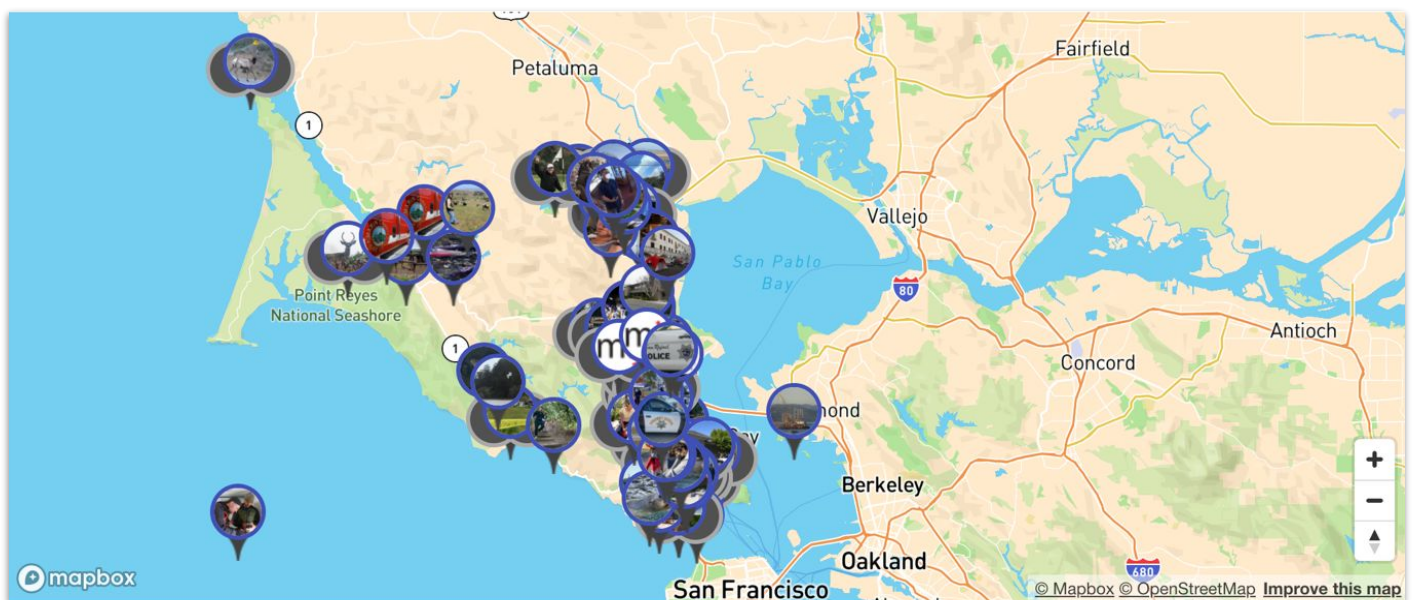 Fairfield
Petaluma
1
Vallejo
San Pablo
Bay
80
Point Reyes
National Seashore
Antioch
1
m
m
Concord
POLICE
mond
Bay
+
Berkeley
−
Oakland
680
mapbox
San Francisco
© Mapbox © OpenStreetMap Improve this map